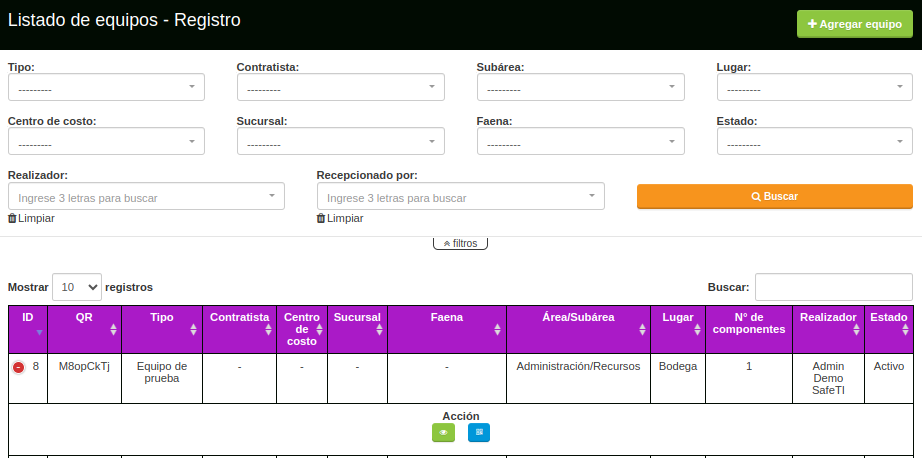 Listado de equipos - Registro
Agregar equipo
Tipo: Contratista: Subárea: Lugar:
--------- --------- --------- ---------
Centro de costo: Sucursal: Faena: Estado:
--------- --------- --------- ---------
Realizador: Recepcionado por:
Ingrese 3 letras para buscar Ingrese 3 letras para buscar Buscar
Limpiar Limpiar
filtros
Mostrar 10 registros Buscar:
ID QR Tipo Contratista Centro de costo Sucursal Faena Área/Subárea Lugar N° de componentes Realizador Estado
8 M8opCkTj Equipo de prueba - - - - Administración/Recursos Bodega 1 Admin Demo SafeTI Activo
Acción